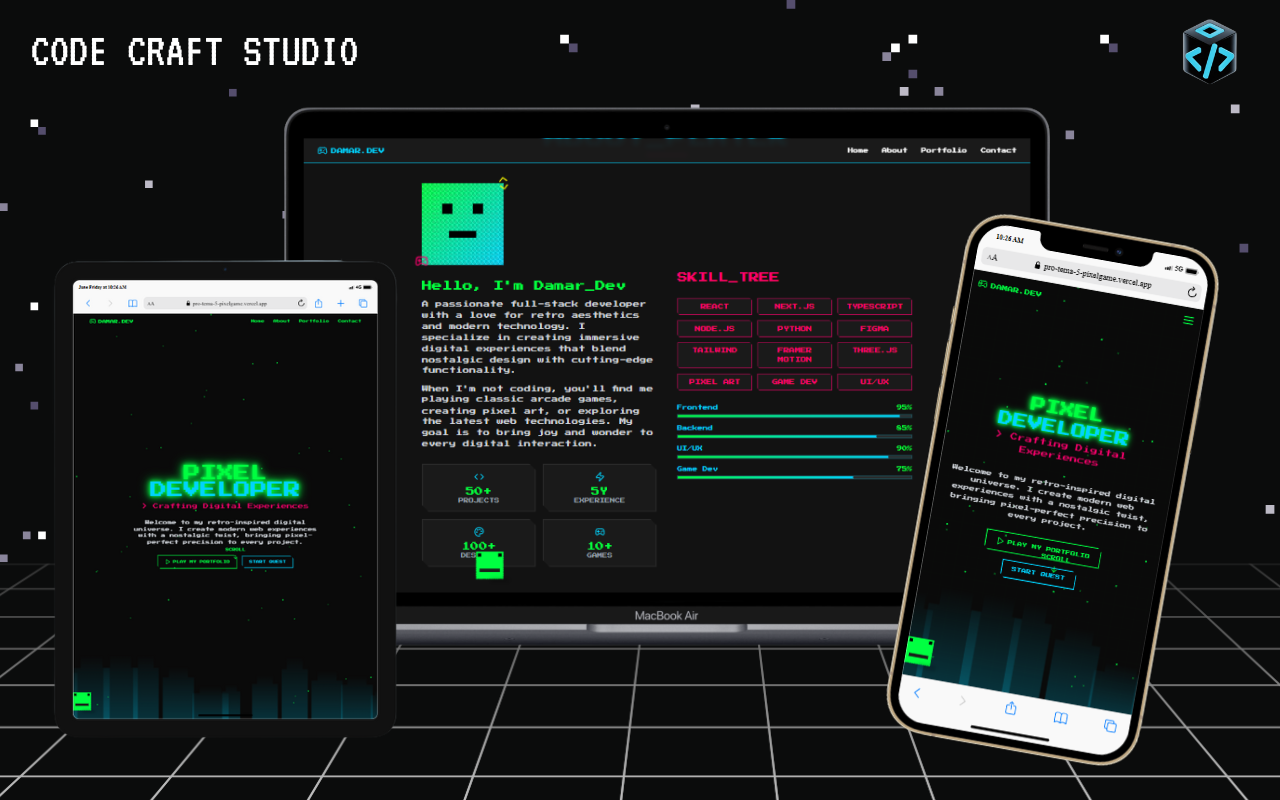 CODE CRAFT STUDIO
</>
DAMAR.DEV
Home About Portfolio Contact
Hello, I'm Damar_Dev
A passionate full-stack developer
with a love for retro aesthetics
and modern technology. I
specialize in creating immersive
digital experiences that blend
nostalgic design with cutting-edge
functionality.
When I'm not coding, you'll find me
playing classic arcade games,
creating pixel art, or exploring
the latest web technologies. My
goal is to bring joy and wonder to
every digital interaction.
50+
PROJECTS
5Y
EXPERIENCE
100+
DES
10+
GAMES
SKILL_TREE
REACT NEXT.JS TYPESCRIPT
NODE.JS PYTHON FIGMA
TAILWIND FRAMER MOTION THREE.JS
PIXEL ART GAME DEV UI/UX
Frontend 95%
Backend 85%
UI/UX 90%
Game Dev 75%
MacBook Air
June Friday at 10:26 AM
4G
AA pro-tema-5-pixelgame.vercel.app
DAMAR.DEV
Home About Portfolio Contact
PIXEL
DEVELOPER
> Crafting Digital Experiences
Welcome to my retro-inspired digital
universe. I create modern web experiences
with a nostalgic twist, bringing pixel-
perfect precision to every project.
SCROLL
PLAY MY PORTFOLIO
START QUEST
10:26 AM
5G
AA pro-tema-5-pixelgame.vercel.app
DAMAR.DEV
PIXEL
DEVELOPER
> Crafting Digital
Experiences
Welcome to my retro-inspired digital
universe. I create modern web
experiences with a nostalgic twist,
bringing pixel-perfect precision to
every project.
PLAY MY PORTFOLIO
SCROLL
START QUEST